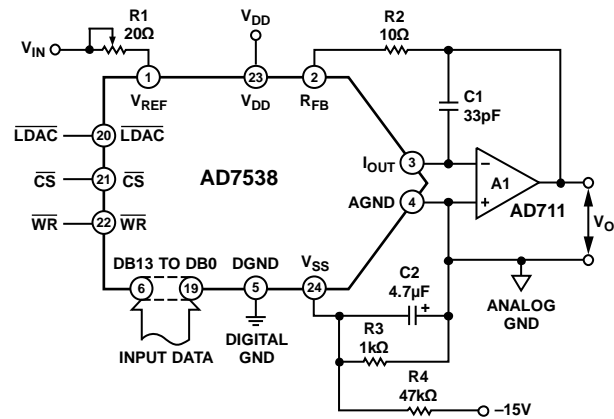 R1
20Ω
V_IN
V_DD
R2
10Ω
1
23
2
V_REF
V_DD
R_FB
C1
33pF
LDAC
20
LDAC
I_OUT
3
−
A1
AD711
CS
21
CS
AD7538
AGND
4
+
V_O
WR
22
WR
DB13 TO DB0
DGND
V_SS
6
19
5
24
C2
4.7µF
+
ANALOG
GND
DIGITAL
GND
R3
1kΩ
INPUT DATA
R4
47kΩ
–15V